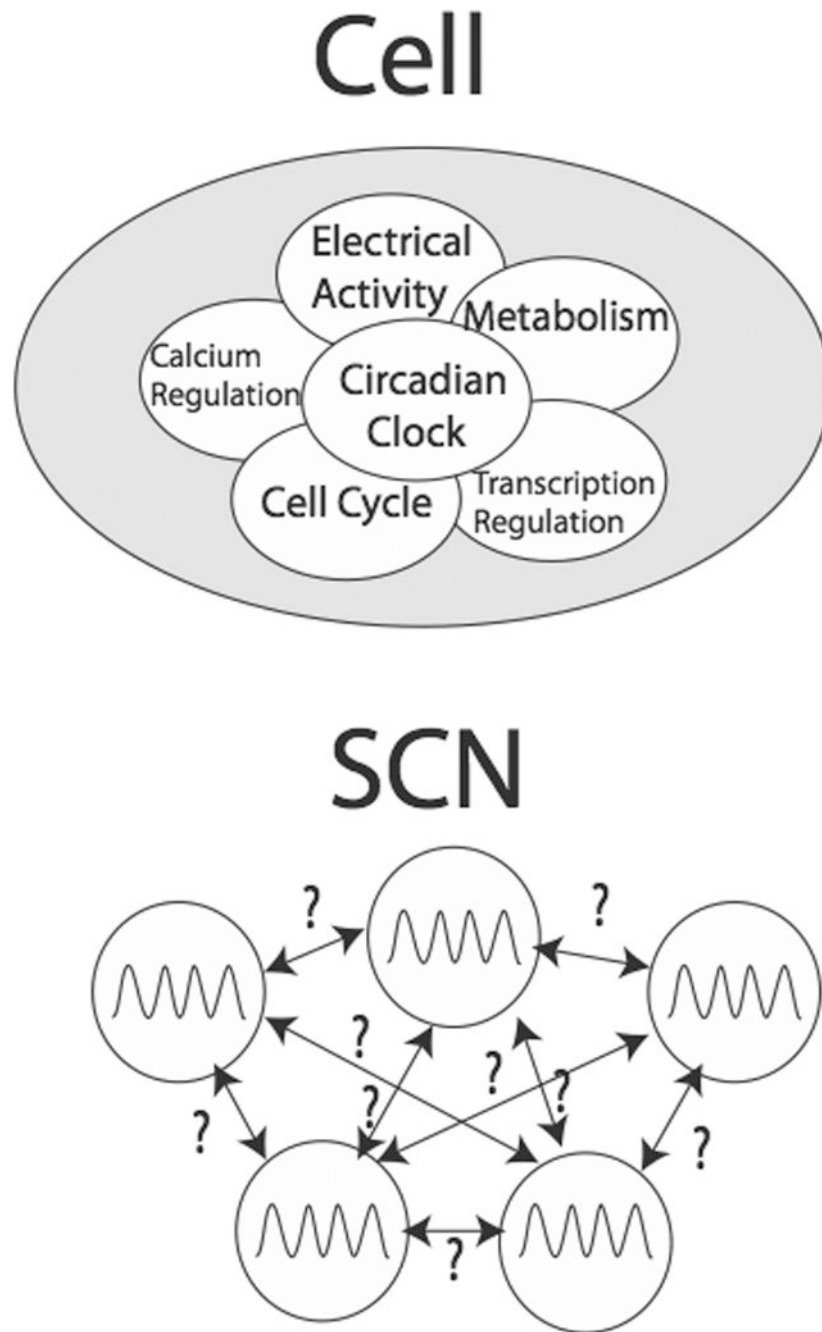 Cell
Electrical
Activity
Metabolism
Calcium
Regulation
Circadian
Clock
Cell Cycle
Transcription
Regulation
SCN
?
?
?
?
?
?
?
?
?